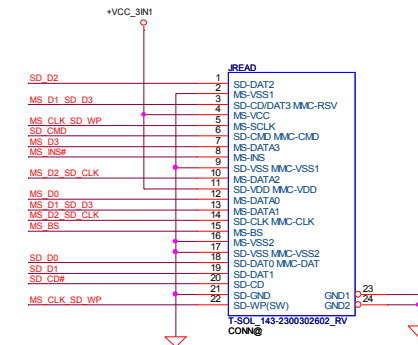 +VCC_3IN1
JREAD
SD_D2 1 SD-DAT2
2 MS-VSS1
MS_D1_SD_D3 3 SD-CD/DAT3 MMC-RSV
4 MS-VCC
MS_CLK_SD_WP 5 MS-SCLK
SD_CMD 6 SD-CMD MMC-CMD
MS_D3 7 MS-DATA3
MS_INS# 8 MS-INS
9 SD-VSS MMC-VSS1
MS_D2_SD_CLK 10 MS-DATA2
11 SD-VDD MMC-VDD
MS_D0 12 MS-DATA0
MS_D1_SD_D3 13 MS-DATA1
MS_D2_SD_CLK 14 SD-CLK MMC-CLK
MS_BS 15 MS-BS
16 MS-VSS2
17 SD-VSS MMC-VSS2
SD_D0 18 SD-DAT0 MMC-DAT
SD_D1 19 SD-DAT1
SD_CD# 20 SD-CD
21 SD-GND GND1 23
MS_CLK_SD_WP 22 SD-WP(SW) GND2 24
T-SOL_143-2300302602_RV
CONN@